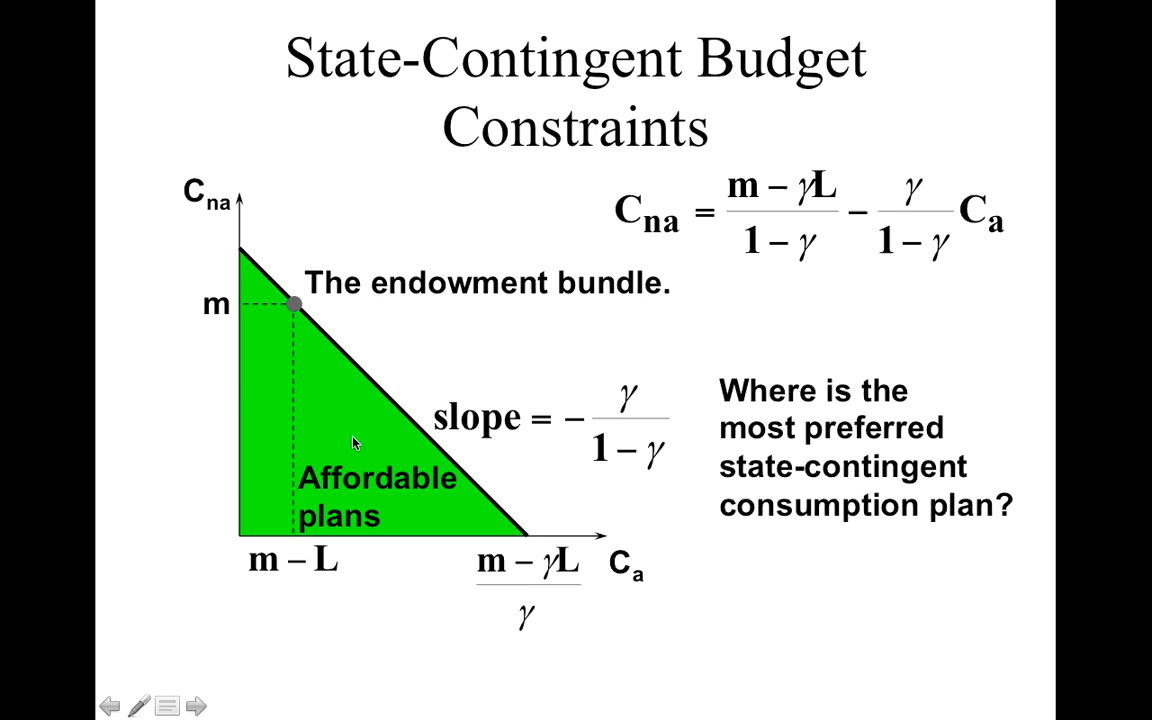 State-Contingent Budget
Constraints
C_na
C_na = (m − γL)/(1 − γ) − γ/(1 − γ) C_a
The endowment bundle.
m
slope = − γ/(1 − γ)
Where is the
most preferred
state-contingent
consumption plan?
Affordable
plans
m − L
(m − γL)/γ
C_a